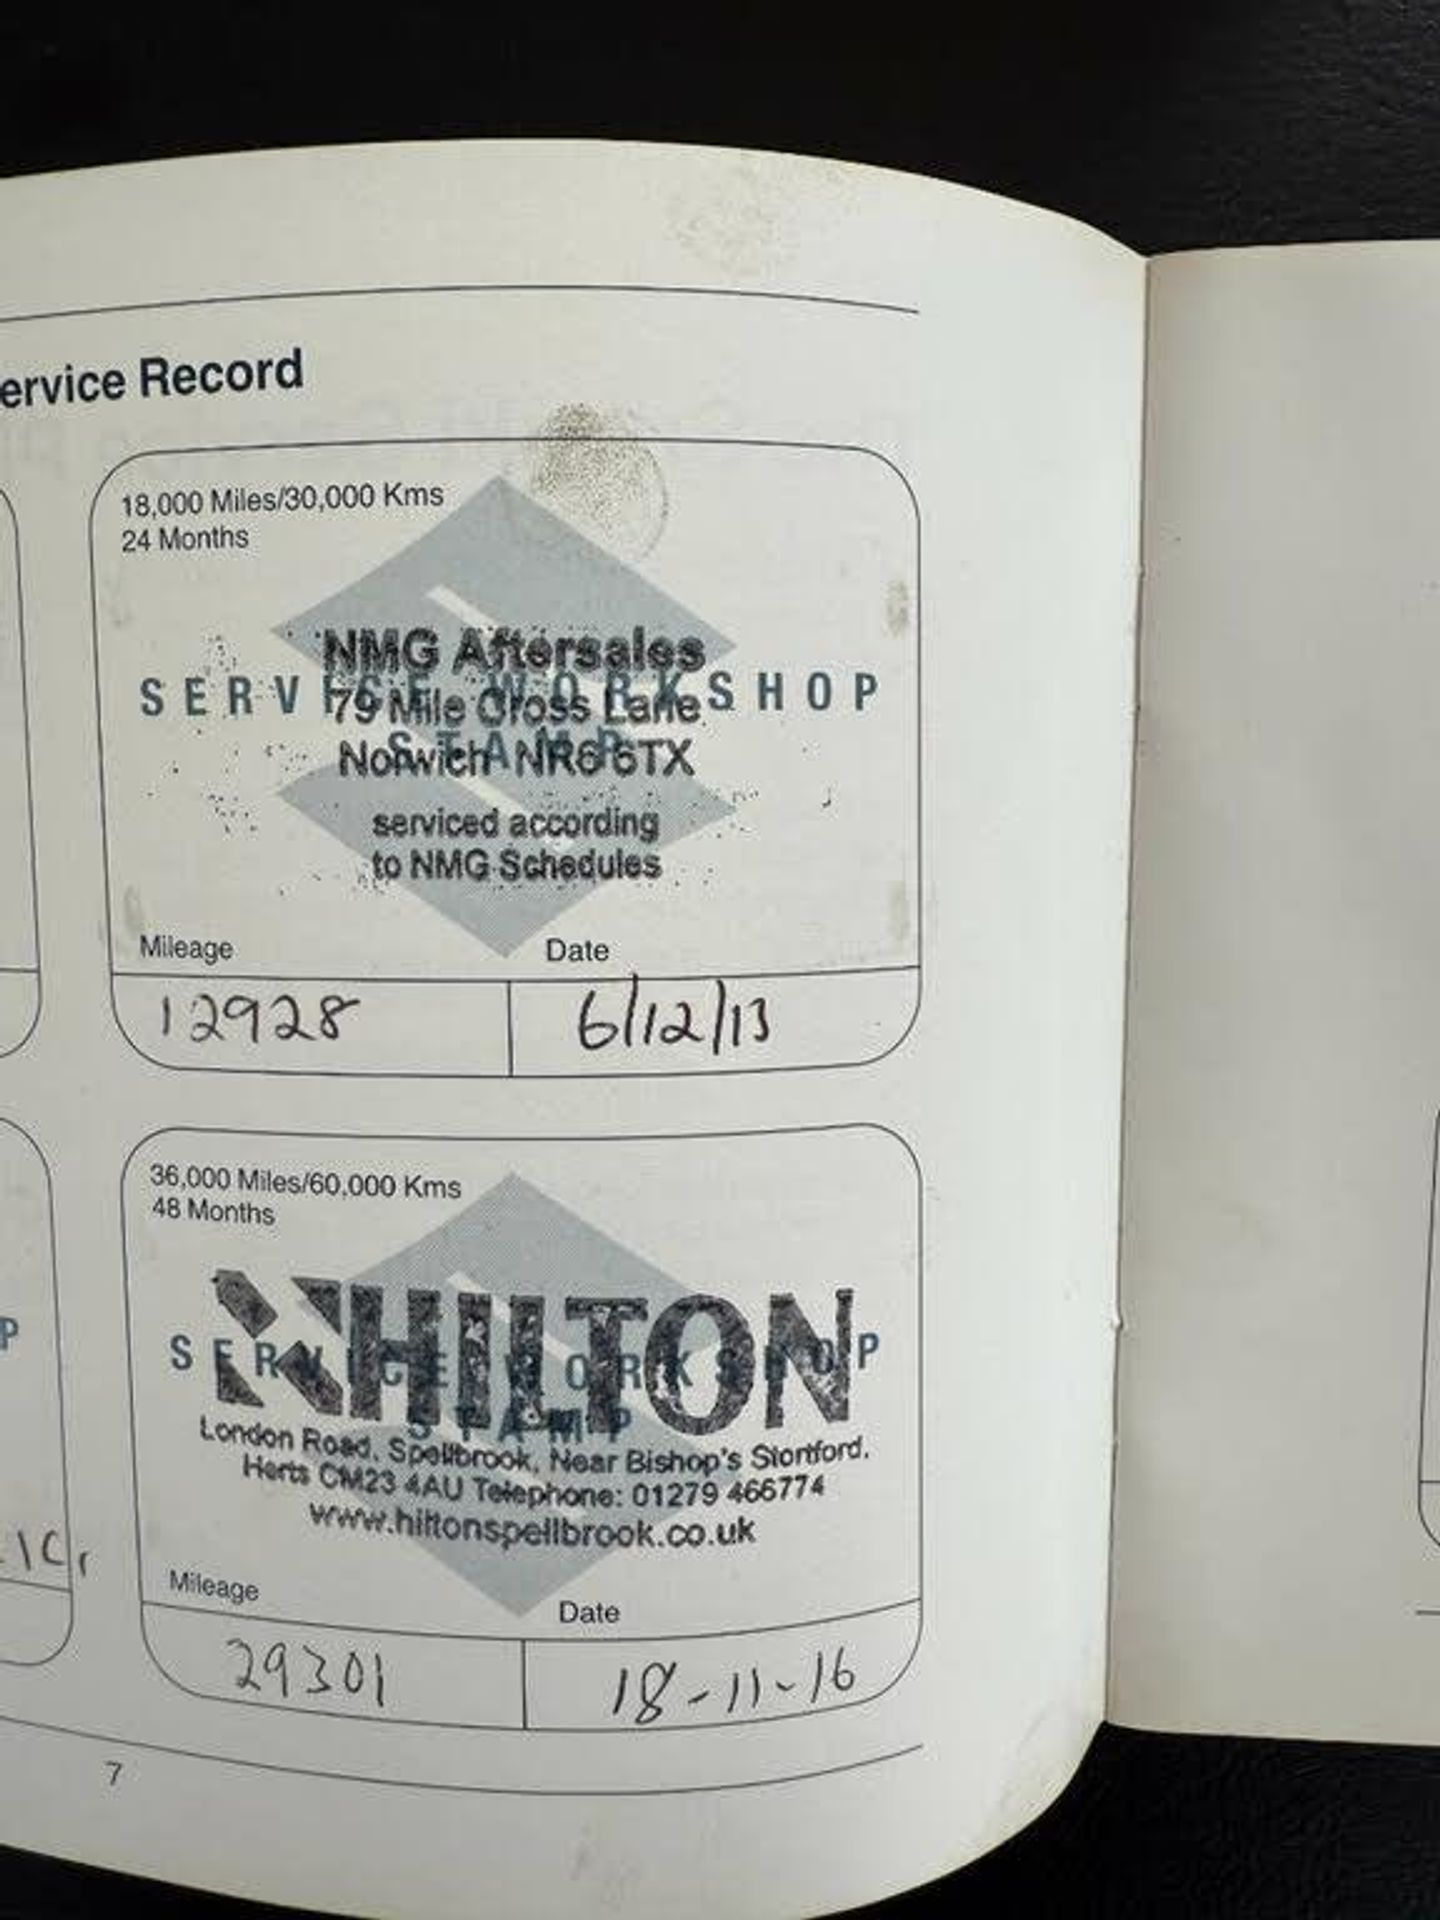 ervice Record
18,000 Miles/30,000 Kms
24 Months
SERVICE WORKSHOP
STAMP
NMG Aftersales
79 Mile Cross Lane
Norwich NR6 6TX
serviced according
to NMG Schedules
Mileage
Date
12928
6/12/13
36,000 Miles/60,000 Kms
48 Months
SERVICE WORKSHOP
STAMP
HILTON
London Road, Spellbrook, Near Bishop's Stortford,
Herts CM23 4AU Telephone: 01279 466774
www.hiltonspellbrook.co.uk
Mileage
Date
29301
18-11-16
P
7